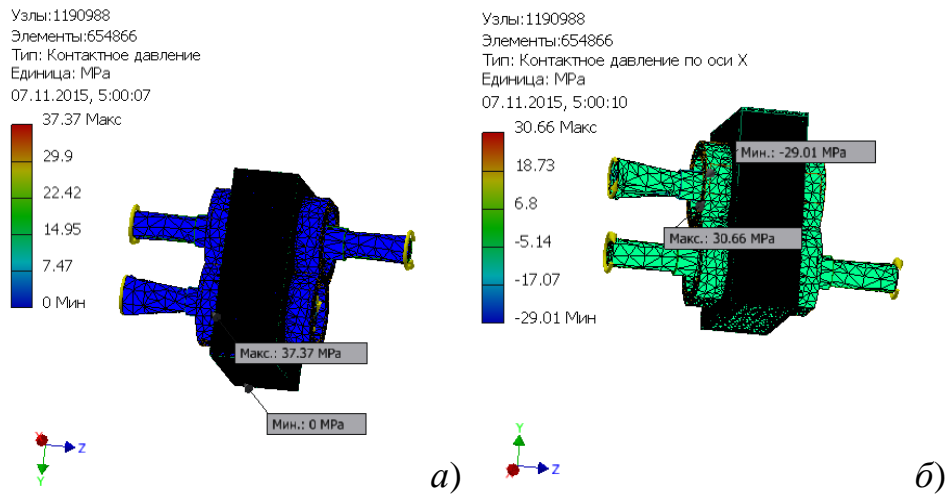 Узлы:1190988
Элементы:654866
Тип: Контактное давление
Единица: MPa
07.11.2015, 5:00:07
37.37 Макс
29.9
22.42
14.95
7.47
0 Мин
Макс.: 37.37 MPa
Мин.: 0 MPa
X
Z
Y
а)
Узлы:1190988
Элементы:654866
Тип: Контактное давление по оси X
Единица: MPa
07.11.2015, 5:00:10
30.66 Макс
18.73
6.8
-5.14
-17.07
-29.01 Мин
Мин.: -29.01 MPa
Макс.: 30.66 MPa
Y
X
Z
б)